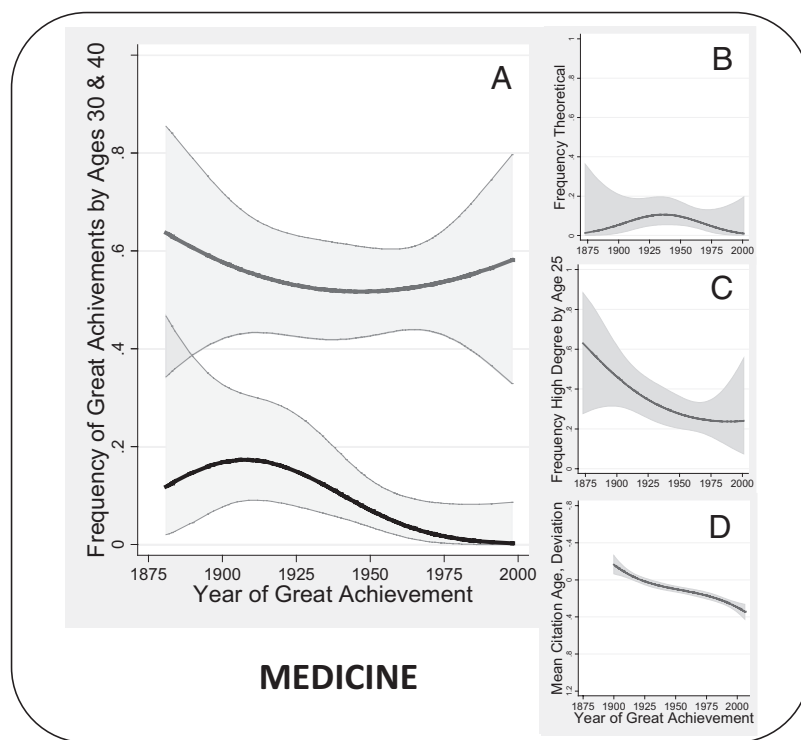 A
Frequency of Great Achivements by Ages 30 & 40
.8
.6
.4
.2
0
1875 1900 1925 1950 1975 2000
Year of Great Achievement
MEDICINE
B
Frequency Theoretical
1
.8
.6
.4
.2
0
1875 1900 1925 1950 1975 2000
C
Frequency High Degree by Age 25
1
.8
.6
.4
.2
0
1875 1900 1925 1950 1975 2000
D
Mean Citation Age, Deviation
-.8
-.4
0
.4
.8
1.2
1875 1900 1925 1950 1975 2000
Year of Great Achievement